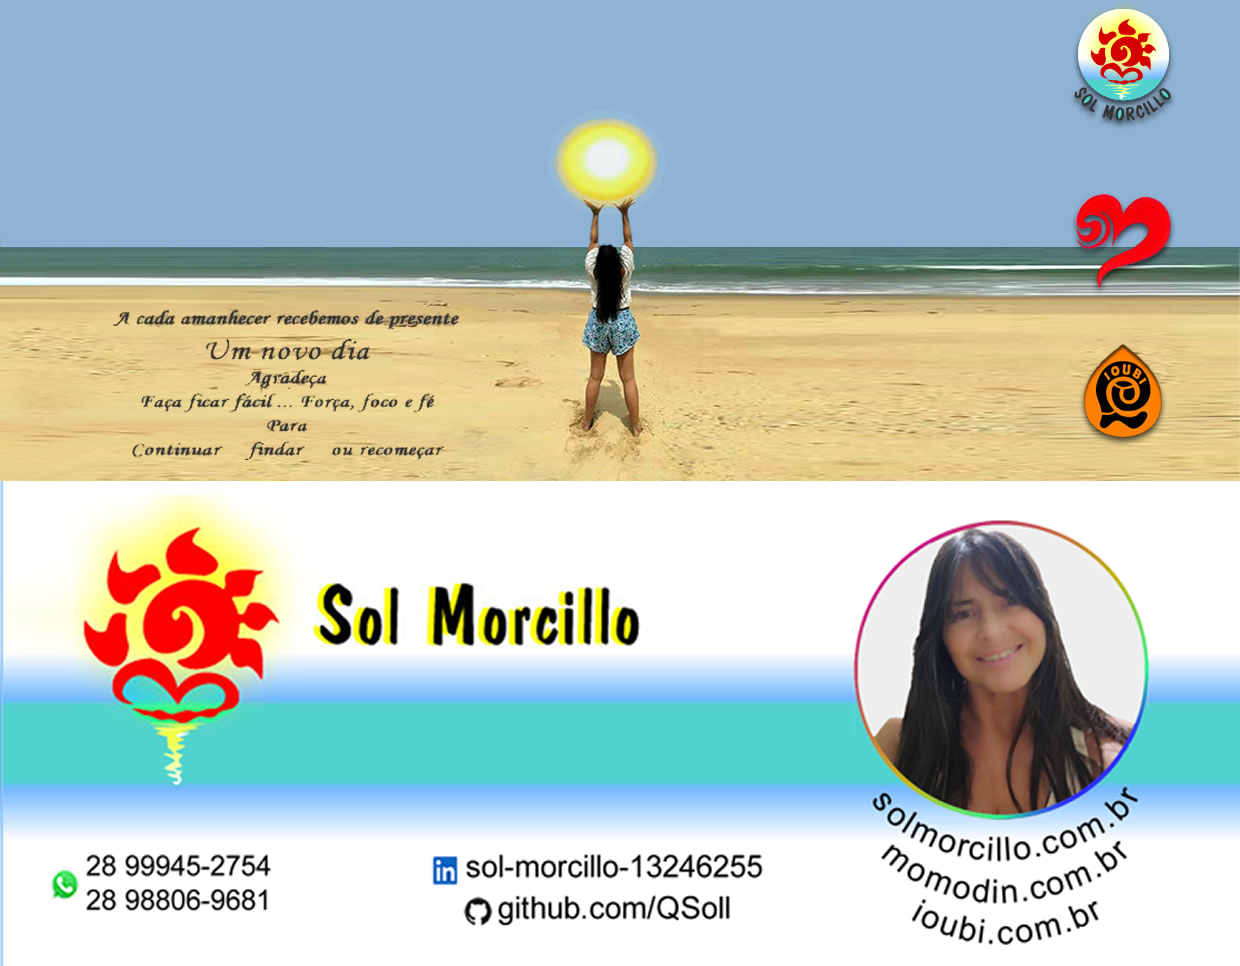 SOL MORCILLO
IOUBI
A cada amanhecer recebemos de presente
Um novo dia
Agradeça
Faça ficar fácil ... Força, foco e fé
Para
Continuar findar ou recomeçar
Sol Morcillo
28 99945-2754
28 98806-9681
in sol-morcillo-13246255
github.com/QSoll
solmorcillo.com.br
momodin.com.br
ioubi.com.br